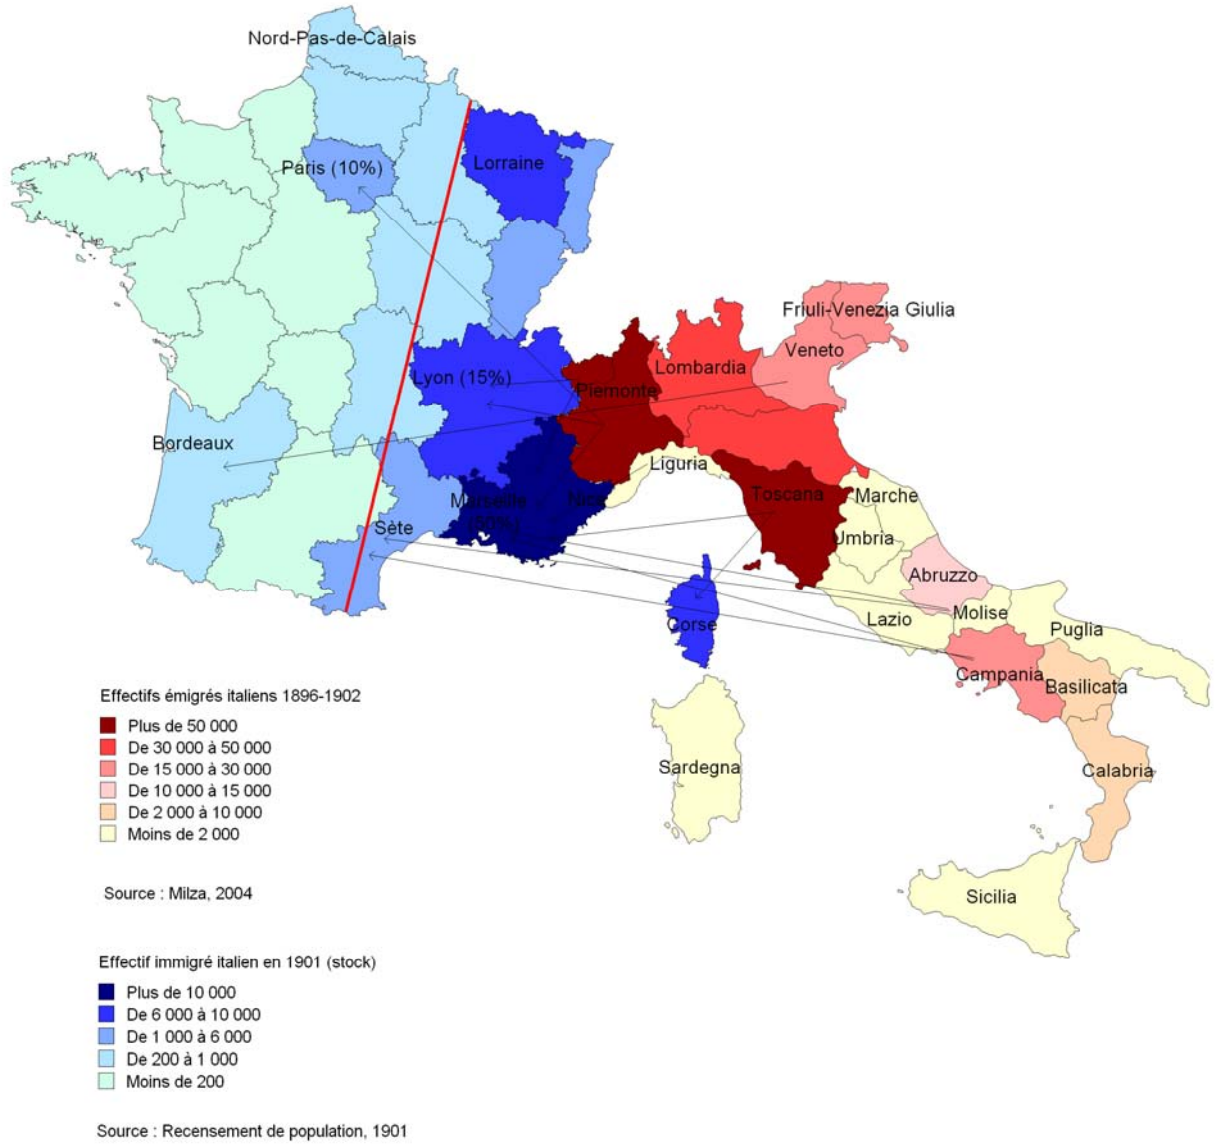 Nord-Pas-de-Calais
Paris (10%)
Lorraine
Friuli-Venezia Giulia
Veneto
Lombardia
Lyon (15%)
Piemonte
Bordeaux
Liguria
Marseille
(50%)
Nice
Toscana
Marche
Sète
Umbria
Abruzzo
Corse
Lazio
Molise
Puglia
Campania
Basilicata
Sardegna
Calabria
Sicilia
Effectifs émigrés italiens 1896-1902
Plus de 50 000
De 30 000 à 50 000
De 15 000 à 30 000
De 10 000 à 15 000
De 2 000 à 10 000
Moins de 2 000
Source : Milza, 2004
Effectif immigré italien en 1901 (stock)
Plus de 10 000
De 6 000 à 10 000
De 1 000 à 6 000
De 200 à 1 000
Moins de 200
Source : Recensement de population, 1901